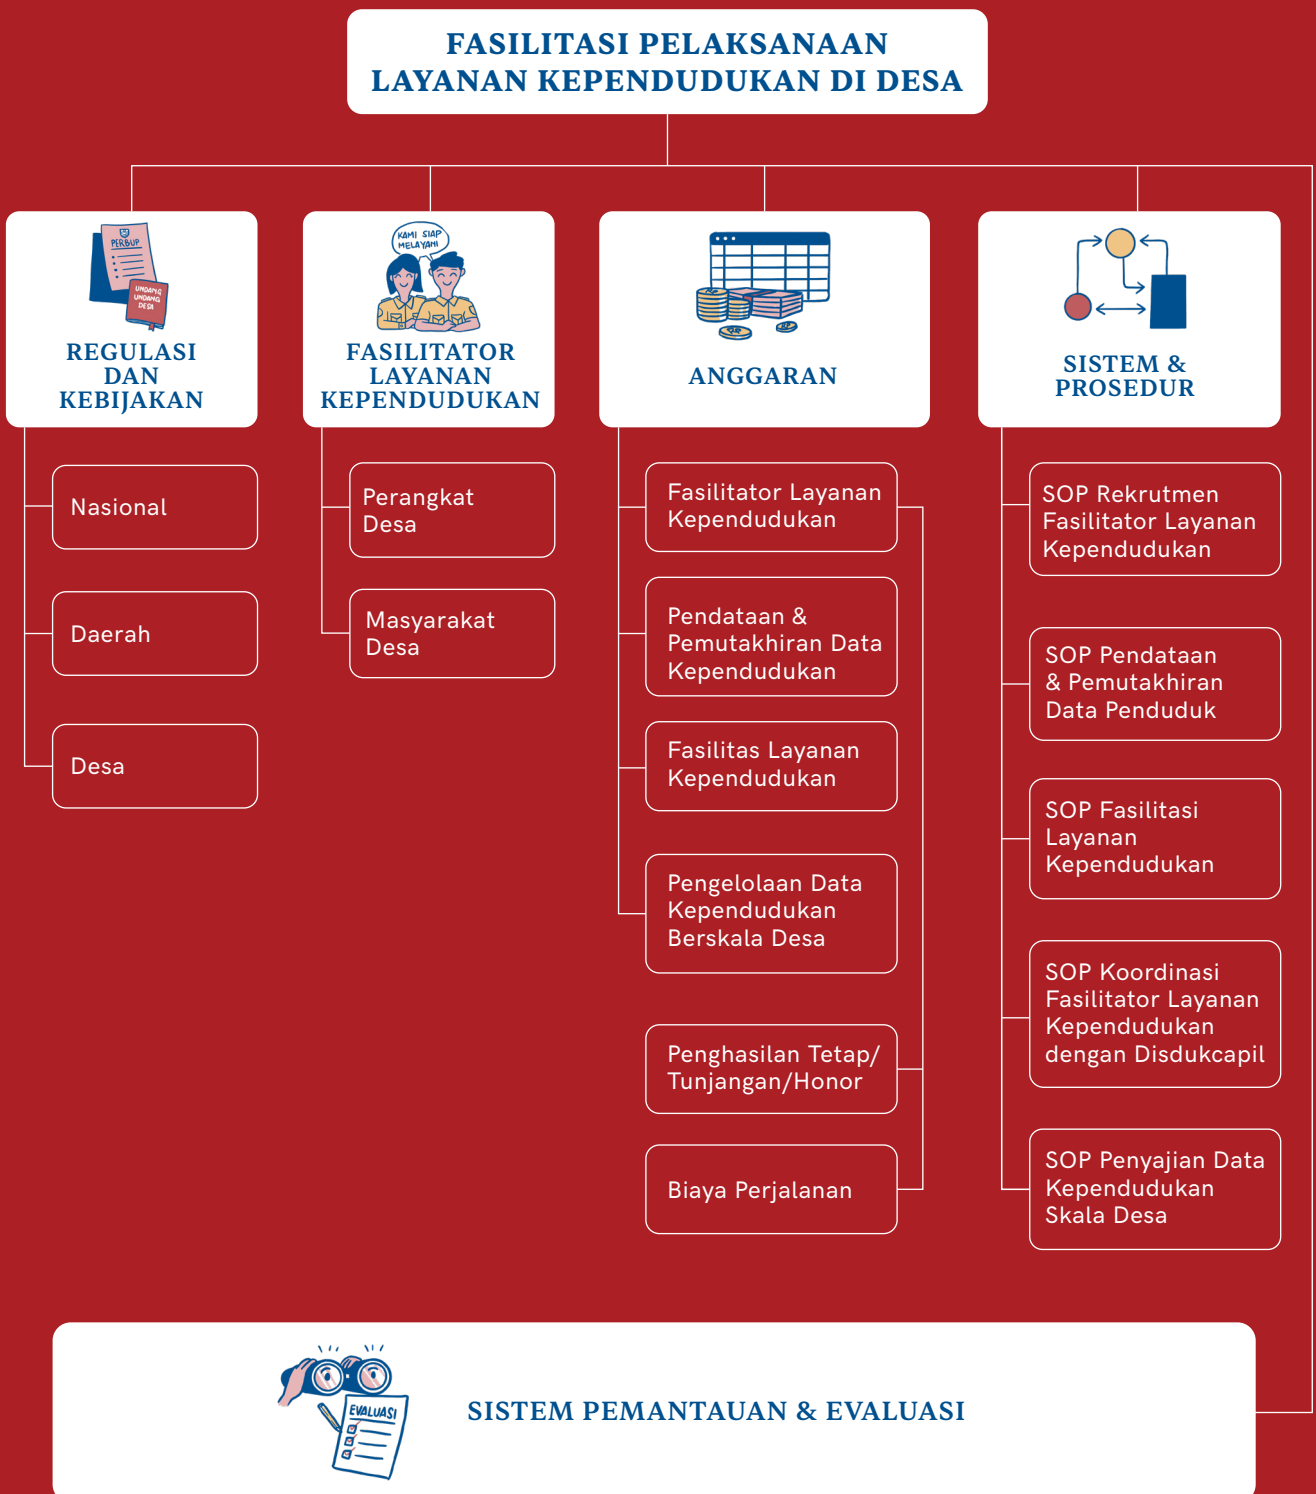 FASILITASI PELAKSANAAN
LAYANAN KEPENDUDUKAN DI DESA
PERBUP
UNDANG
UNDANG
DESA
REGULASI
DAN
KEBIJAKAN
Nasional
Daerah
Desa
KAMI SIAP
MELAYANI
FASILITATOR
LAYANAN
KEPENDUDUKAN
Perangkat
Desa
Masyarakat
Desa
ANGGARAN
Fasilitator Layanan
Kependudukan
Pendataan &
Pemutakhiran Data
Kependudukan
Fasilitas Layanan
Kependudukan
Pengelolaan Data
Kependudukan
Berskala Desa
Penghasilan Tetap/
Tunjangan/Honor
Biaya Perjalanan
SISTEM &
PROSEDUR
SOP Rekrutmen
Fasilitator Layanan
Kependudukan
SOP Pendataan
& Pemutakhiran
Data Penduduk
SOP Fasilitasi
Layanan
Kependudukan
SOP Koordinasi
Fasilitator Layanan
Kependudukan
dengan Disdukcapil
SOP Penyajian Data
Kependudukan
Skala Desa
EVALUASI
SISTEM PEMANTAUAN & EVALUASI